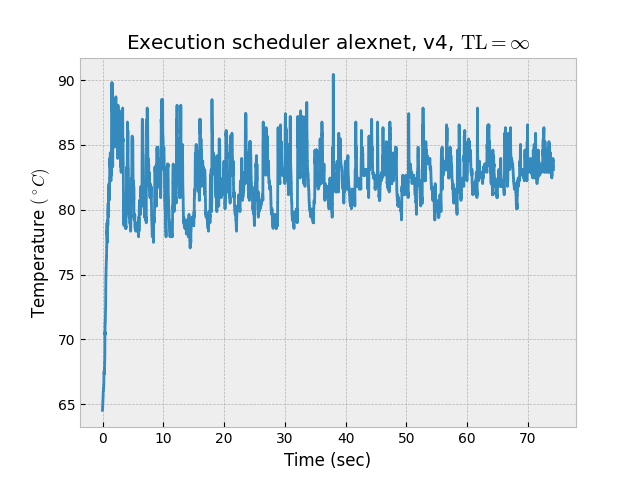 Execution scheduler alexnet, v4, TL = ∞
Temperature (°C)
90
85
80
75
70
65
0 10 20 30 40 50 60 70
Time (sec)